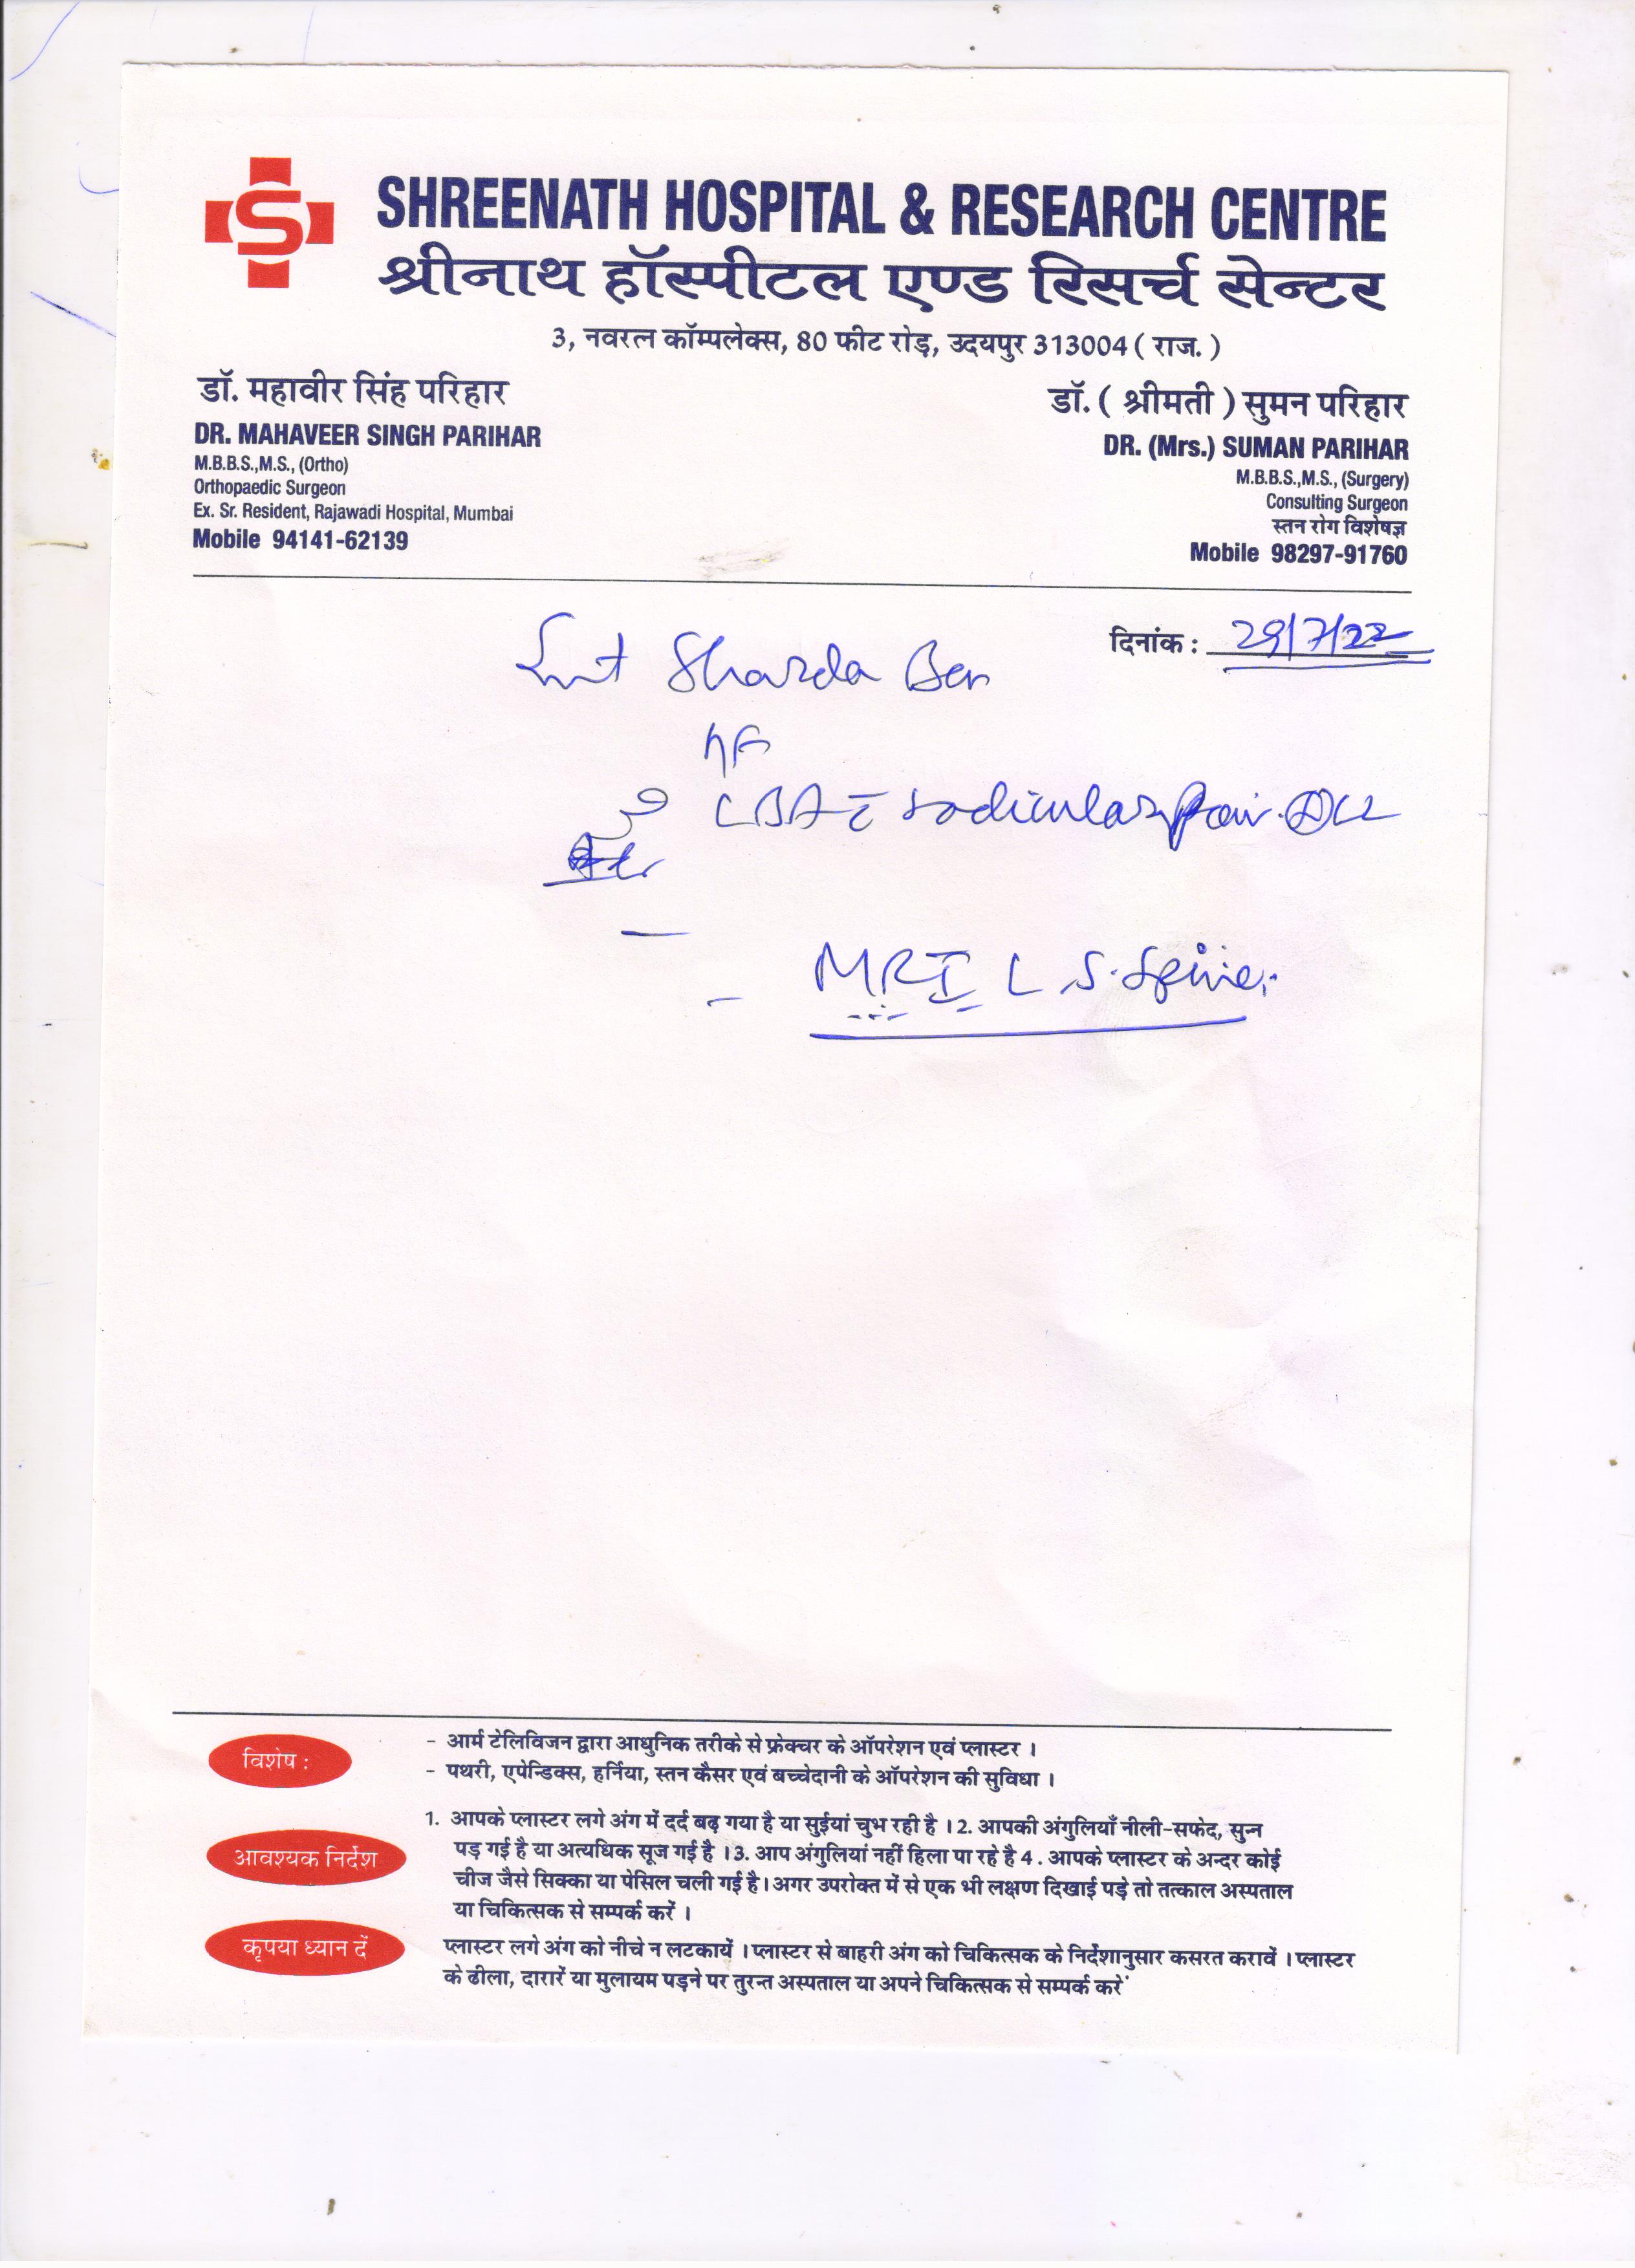 SHREENATH HOSPITAL & RESEARCH CENTRE
श्रीनाथ हॉस्पीटल एण्ड रिसर्च सेन्टर
3, नवरत्न कॉम्पलेक्स, 80 फीट रोड़, उदयपुर 313004 ( राज. )
डॉ. महावीर सिंह परिहार
DR. MAHAVEER SINGH PARIHAR
M.B.B.S.,M.S., (Ortho)
Orthopaedic Surgeon
Ex. Sr. Resident, Rajawadi Hospital, Mumbai
Mobile 94141-62139
डॉ. ( श्रीमती ) सुमन परिहार
DR. (Mrs.) SUMAN PARIHAR
M.B.B.S.,M.S., (Surgery)
Consulting Surgeon
स्तन रोग विशेषज्ञ
Mobile 98297-91760
दिनांक : 29/7/22
Smt Sharda Ben
LBA c radicular pain
MRI L S. Spine.
विशेष :
- आर्म टेलिविजन द्वारा आधुनिक तरीके से फ्रेक्चर के ऑपरेशन एवं प्लास्टर ।
- पथरी, एपेन्डिक्स, हर्निया, स्तन कैसर एवं बच्चेदानी के ऑपरेशन की सुविधा ।
आवश्यक निर्देश
1. आपके प्लास्टर लगे अंग में दर्द बढ़ गया है या सुईयां चुभ रही है । 2. आपकी अंगुलियाँ नीली-सफेद, सुन्न
पड़ गई है या अत्यधिक सूज गई है । 3. आप अंगुलियां नहीं हिला पा रहे है 4. आपके प्लास्टर के अन्दर कोई
चीज जैसे सिक्का या पेसिल चली गई है। अगर उपरोक्त में से एक भी लक्षण दिखाई पड़े तो तत्काल अस्पताल
या चिकित्सक से सम्पर्क करें ।
कृपया ध्यान दें
प्लास्टर लगे अंग को नीचे न लटकायें । प्लास्टर से बाहरी अंग को चिकित्सक के निर्देशानुसार कसरत करावें । प्लास्टर
के ढीला, दारारें या मुलायम पड़ने पर तुरन्त अस्पताल या अपने चिकित्सक से सम्पर्क करे